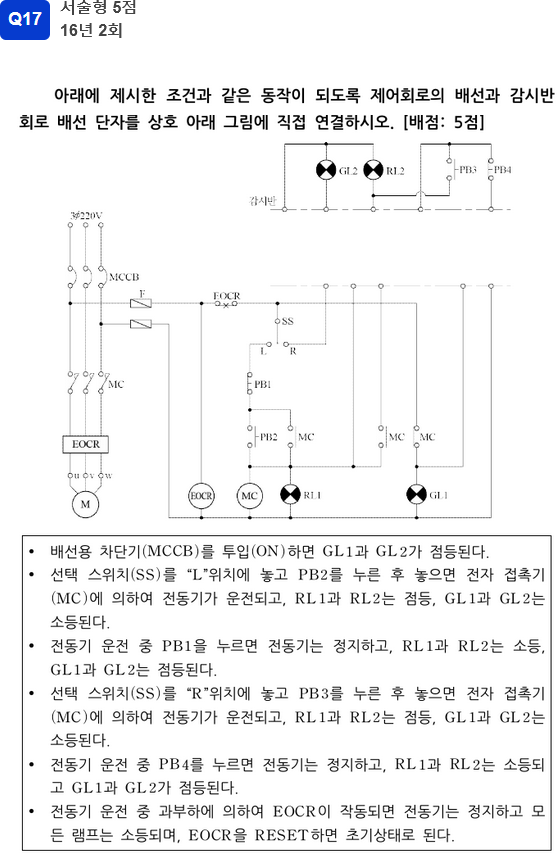 Q17
서술형 5점
16년 2회
아래에 제시한 조건과 같은 동작이 되도록 제어회로의 배선과 감시반
회로 배선 단자를 상호 아래 그림에 직접 연결하시오. [배점: 5점]
GL2
RL2
PB3
PB4
감시반
3∮220V
MCCB
F
EOCR
SS
L
R
MC
PB1
PB2
MC
MC
MC
EOCR
u
v
w
M
EOCR
MC
RL1
GL1
• 배선용 차단기(MCCB)를 투입(ON)하면 GL1과 GL2가 점등된다.
• 선택 스위치(SS)를 “L”위치에 놓고 PB2를 누른 후 놓으면 전자 접촉기
(MC)에 의하여 전동기가 운전되고, RL1과 RL2는 점등, GL1과 GL2는
소등된다.
• 전동기 운전 중 PB1을 누르면 전동기는 정지하고, RL1과 RL2는 소등,
GL1과 GL2는 점등된다.
• 선택 스위치(SS)를 “R”위치에 놓고 PB3를 누른 후 놓으면 전자 접촉기
(MC)에 의하여 전동기가 운전되고, RL1과 RL2는 점등, GL1과 GL2는
소등된다.
• 전동기 운전 중 PB4를 누르면 전동기는 정지하고, RL1과 RL2는 소등되
고 GL1과 GL2가 점등된다.
• 전동기 운전 중 과부하에 의하여 EOCR이 작동되면 전동기는 정지하고 모
든 램프는 소등되며, EOCR을 RESET하면 초기상태로 된다.